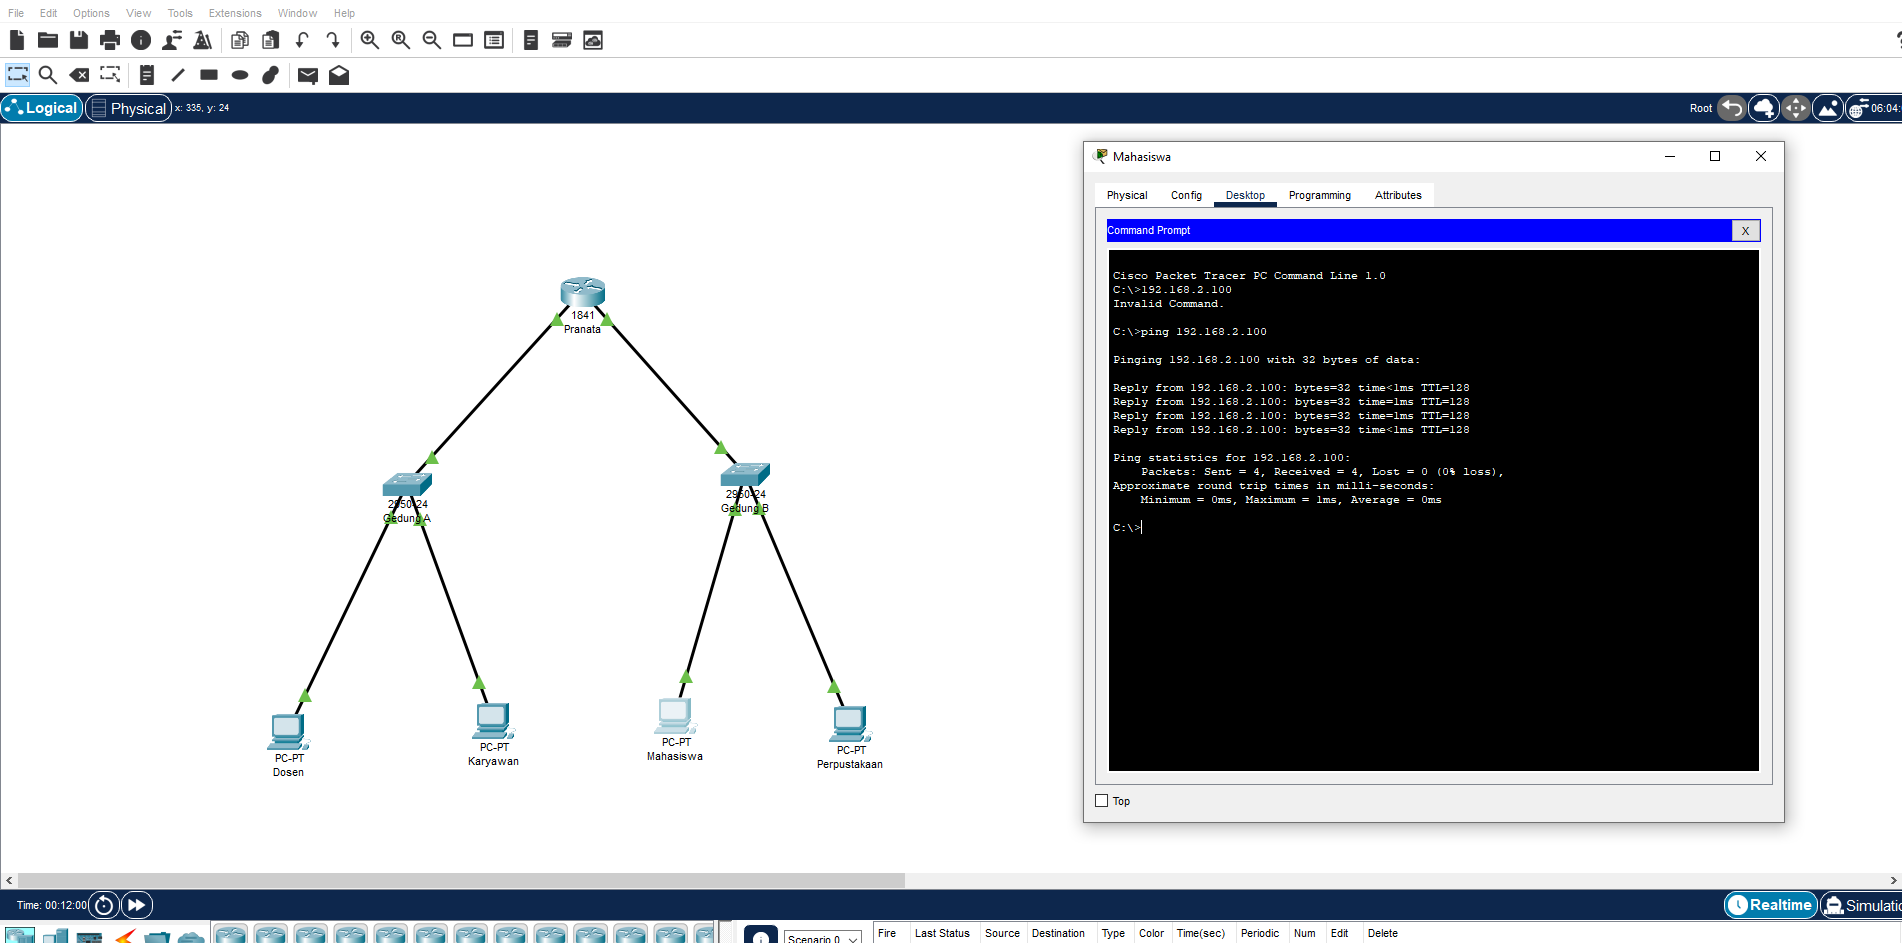 File Edit Options View Tools Extensions Window Help
Logical Physical x: 335, y: 24 Root
Mahasiswa
Physical Config Desktop Programming Attributes
Command Prompt X
Cisco Packet Tracer PC Command Line 1.0
C:\>192.168.2.100
Invalid Command.
C:\>ping 192.168.2.100
Pinging 192.168.2.100 with 32 bytes of data:
Reply from 192.168.2.100: bytes=32 time<1ms TTL=128
Reply from 192.168.2.100: bytes=32 time=1ms TTL=128
Reply from 192.168.2.100: bytes=32 time=1ms TTL=128
Reply from 192.168.2.100: bytes=32 time<1ms TTL=128
Ping statistics for 192.168.2.100:
Packets: Sent = 4, Received = 4, Lost = 0 (0% loss),
Approximate round trip times in milli-seconds:
Minimum = 0ms, Maximum = 1ms, Average = 0ms
C:\>
Top
1841
Pranata
2950-24
Gedung A
2950-24
Gedung B
PC-PT
Dosen
PC-PT
Karyawan
PC-PT
Mahasiswa
PC-PT
Perpustakaan
Time: 00:12:00 Realtime
Scenario 0 Fire Last Status Source Destination Type Color Time(sec) Periodic Num Edit Delete